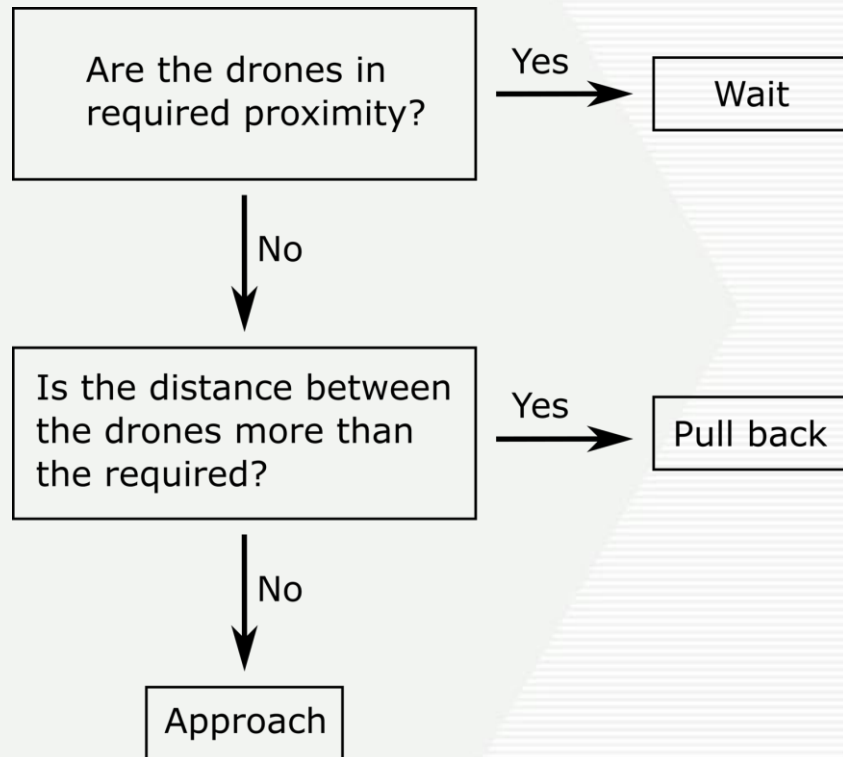 Are the drones in
required proximity?
Yes
Wait
No
Is the distance between
the drones more than
the required?
Yes
Pull back
No
Approach